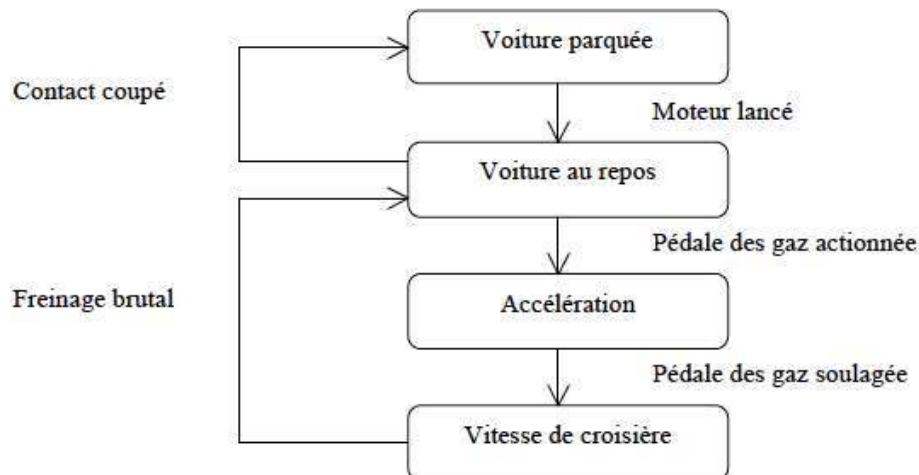 Voiture parquée
Contact coupé
Moteur lancé
Voiture au repos
Pédale des gaz actionnée
Freinage brutal
Accélération
Pédale des gaz soulagée
Vitesse de croisière